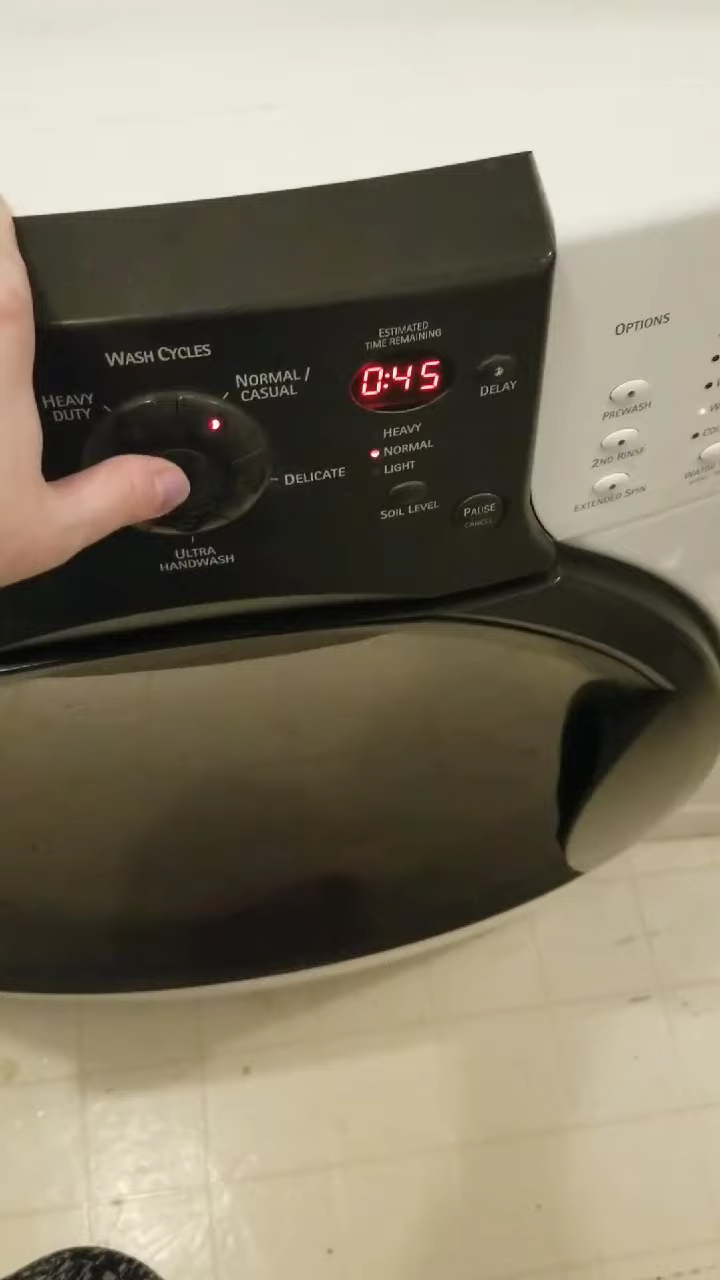 WASH CYCLES
HEAVY
DUTY
NORMAL /
CASUAL
DELICATE
ULTRA
HANDWASH
ESTIMATED
TIME REMAINING
0:45
DELAY
HEAVY
NORMAL
LIGHT
SOIL LEVEL
PAUSE
CANCEL
OPTIONS
PREWASH
2ND RINSE
EXTENDED SPIN